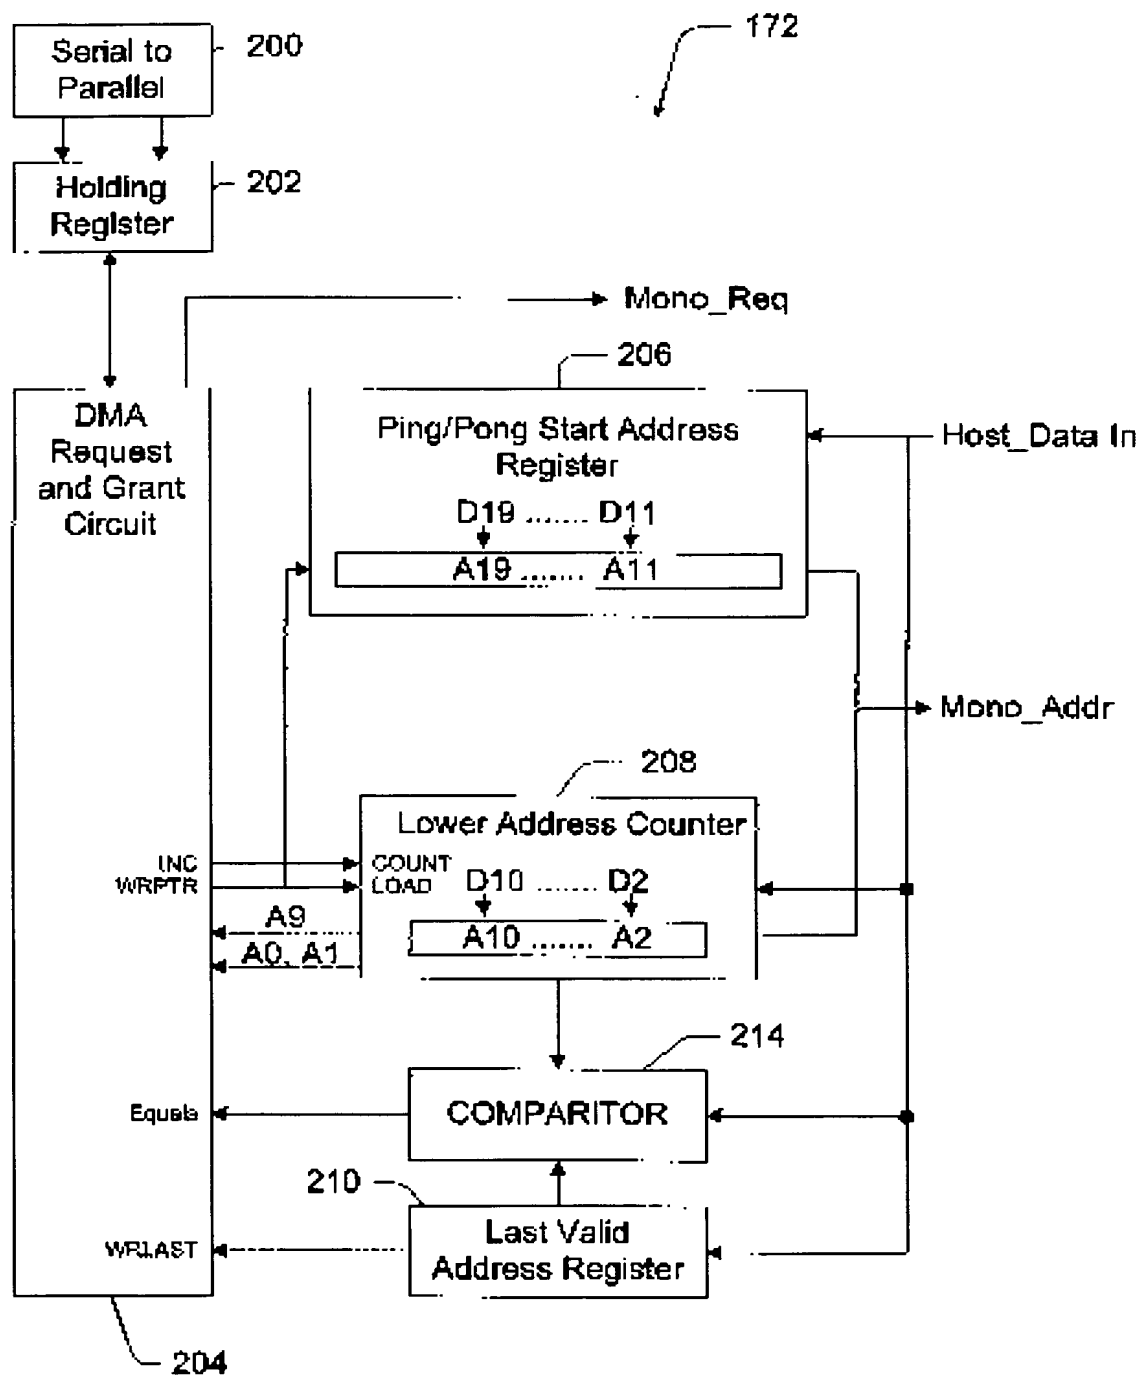 172
Serial to
Parallel
200
Holding
Register
202
Mono_Req
206
DMA
Request
and Grant
Circuit
Ping/Pong Start Address
Register
D19 ....... D11
A19 ....... A11
Host_Data In
Mono_Addr
208
Lower Address Counter
INC
COUNT
WRPTR
LOAD
D10 ....... D2
A9
A10 ....... A2
A0, A1
214
Equals
COMPARITOR
210
WRLAST
Last Valid
Address Register
204